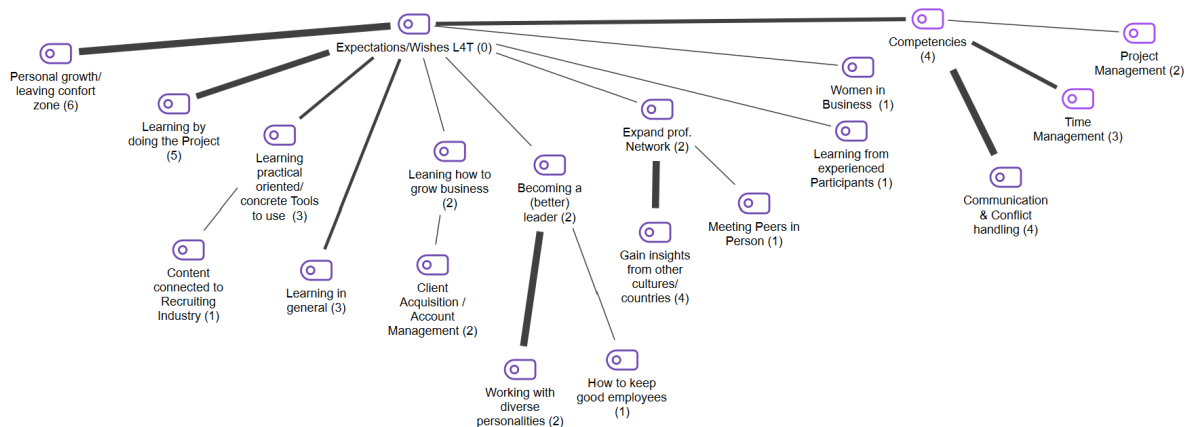 Expectations/Wishes L4T (0)
Competencies
(4)
Project
Management (2)
Personal growth/
leaving confort
zone (6)
Women in
Business (1)
Time
Management (3)
Learning by
doing the Project
(5)
Expand prof.
Network (2)
Learning from
experienced
Participants (1)
Learning
practical
oriented/
concrete Tools
to use (3)
Leaning how to
grow business
(2)
Becoming a
(better)
leader (2)
Communication
& Conflict
handling (4)
Meeting Peers in
Person (1)
Gain insights
from other
cultures/
countries (4)
Content
connected to
Recruiting
Industry (1)
Learning in
general (3)
Client
Acquisition /
Account
Management (2)
Working with
diverse
personalities (2)
How to keep
good employees
(1)